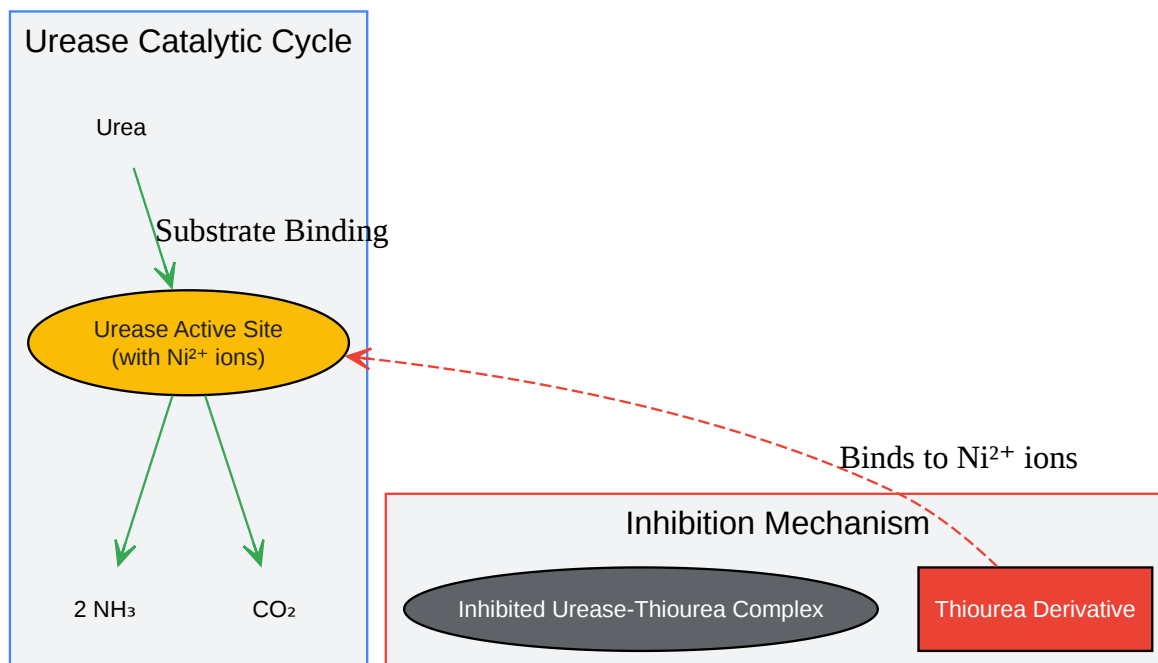 Urease Catalytic Cycle
Urea
Substrate Binding
Urease Active Site
(with Ni²⁺ ions)
Binds to Ni²⁺ ions
Inhibition Mechanism
2 NH₃
CO₂
Inhibited Urease-Thiourea Complex
Thiourea Derivative